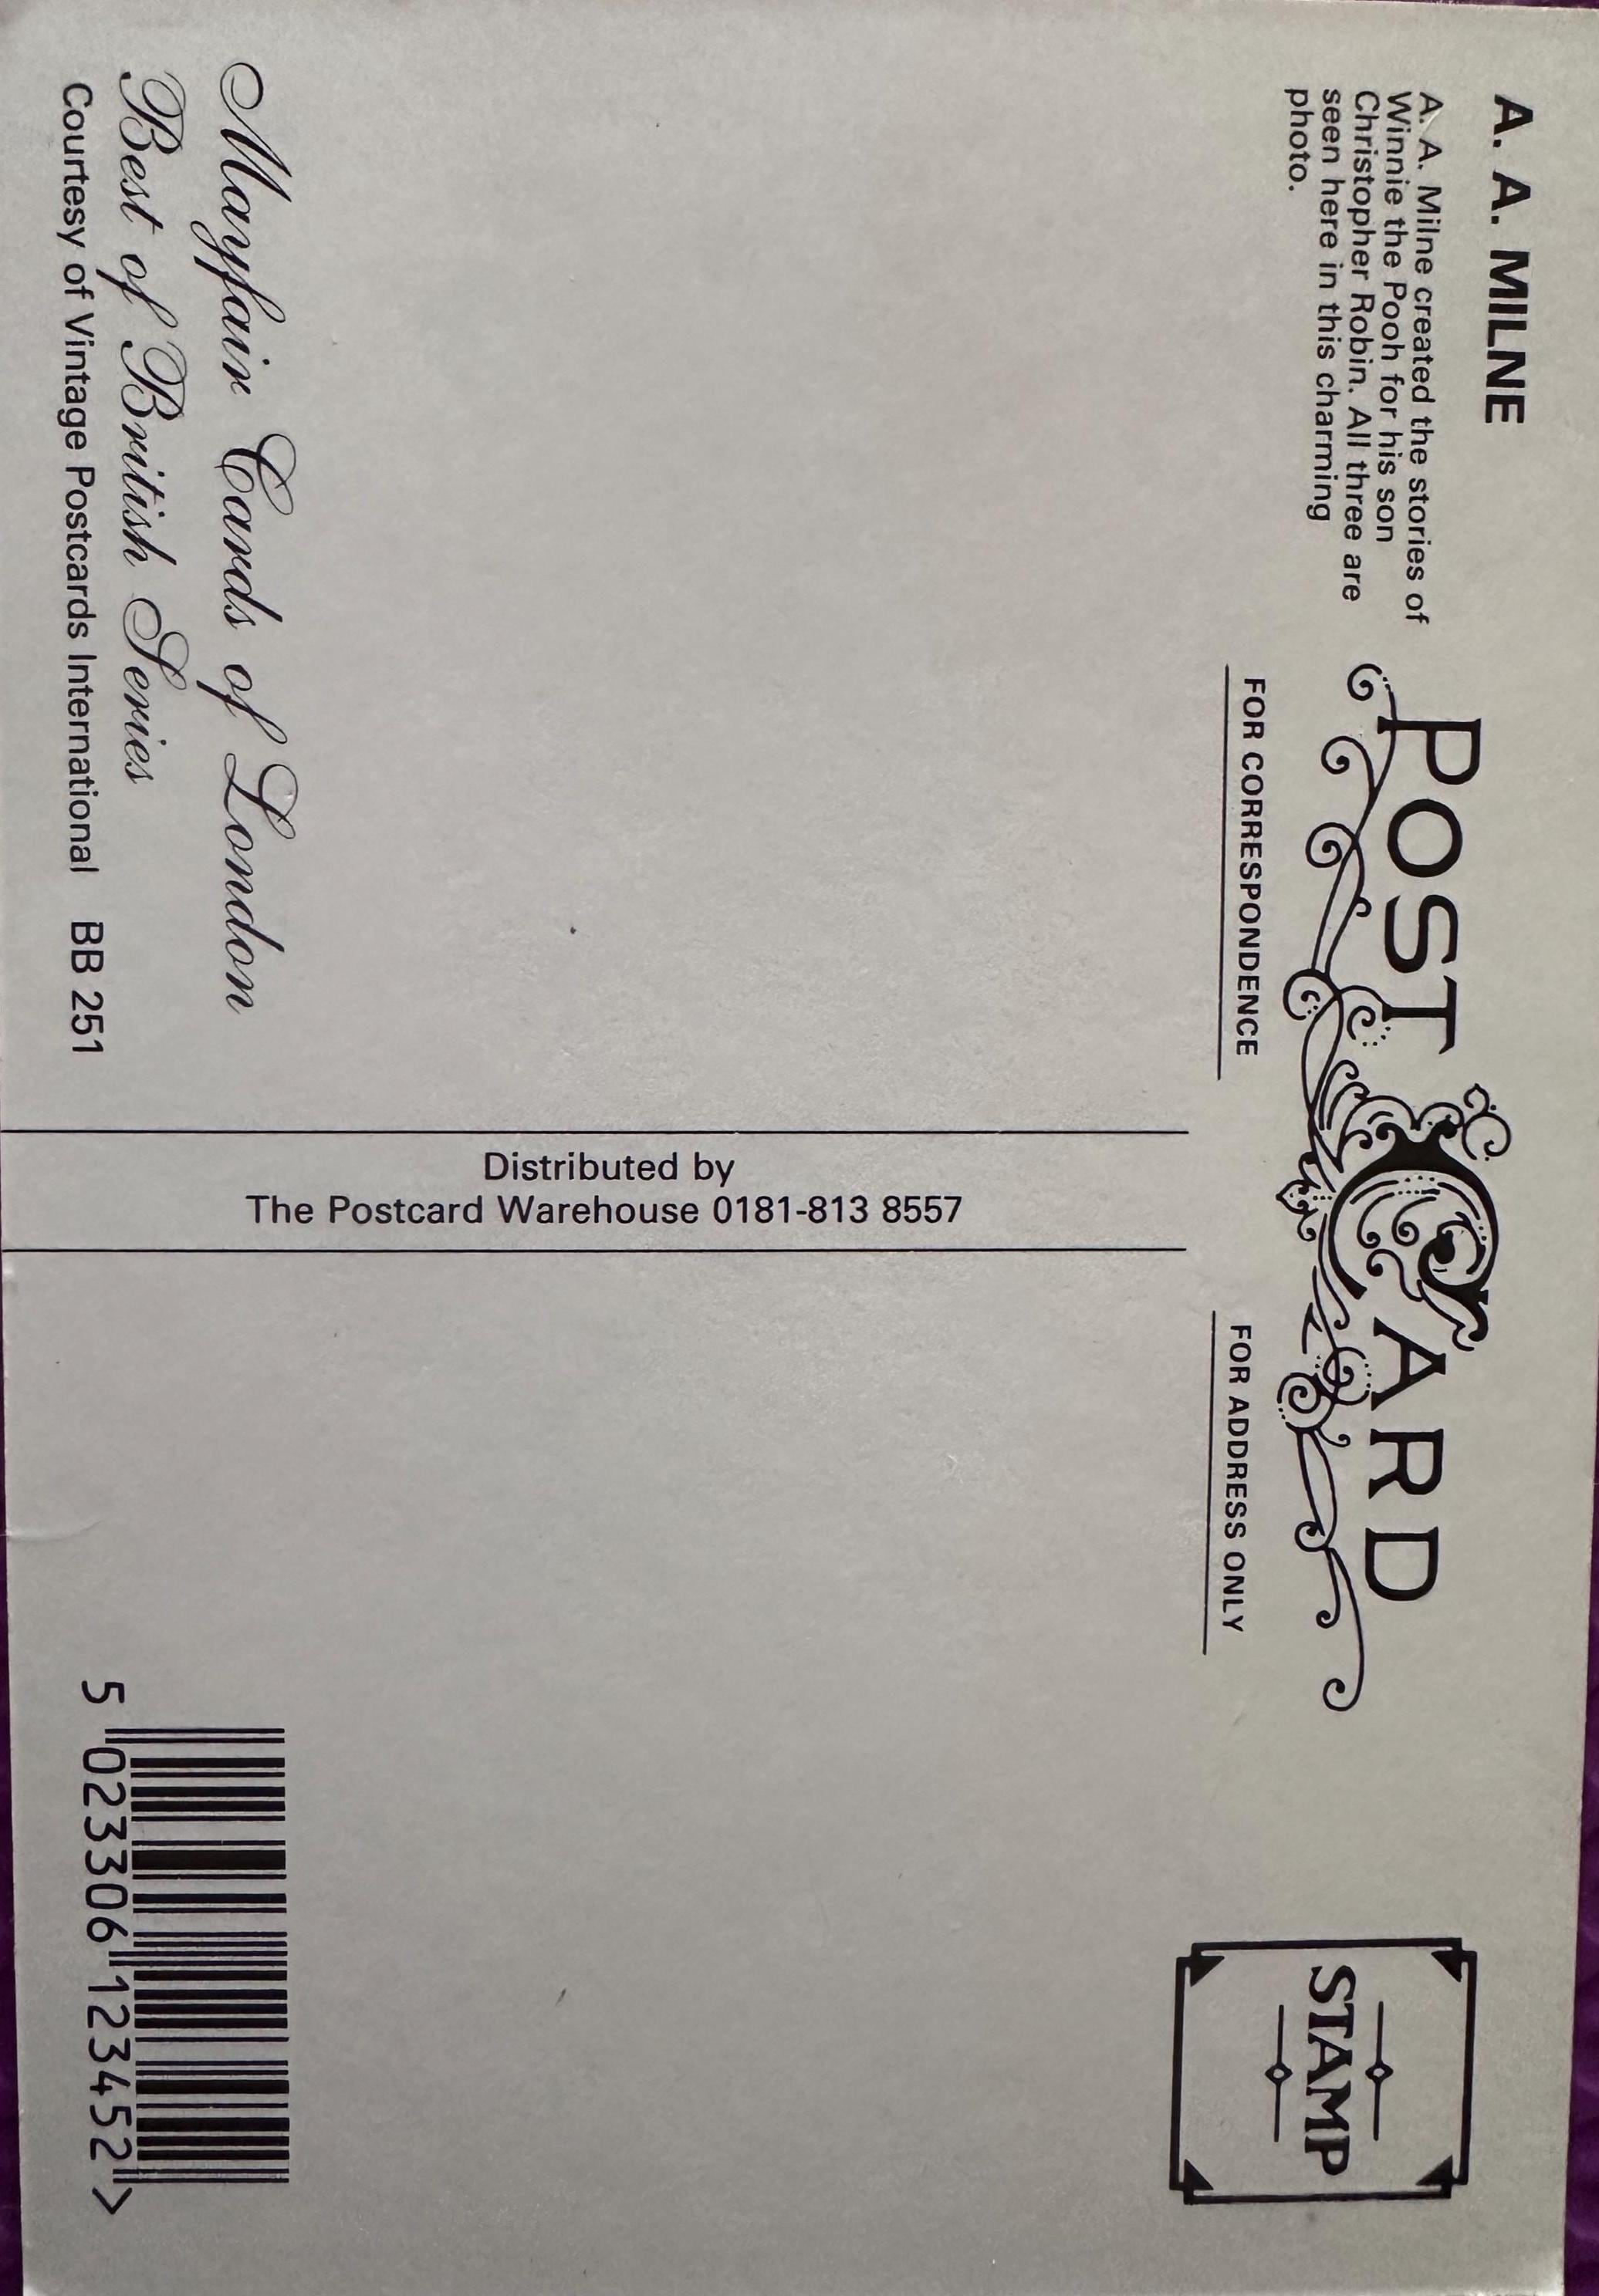 A. A. MILNE
A. A. Milne created the stories of
Winnie the Pooh for his son
Christopher Robin. All three are
seen here in this charming
photo.
POST CARD
FOR CORRESPONDENCE
FOR ADDRESS ONLY
STAMP
Distributed by
The Postcard Warehouse 0181-813 8557
Mayfair Cards of London
Best of British Series
Courtesy of Vintage Postcards International BB 251
5 023306 123452 >